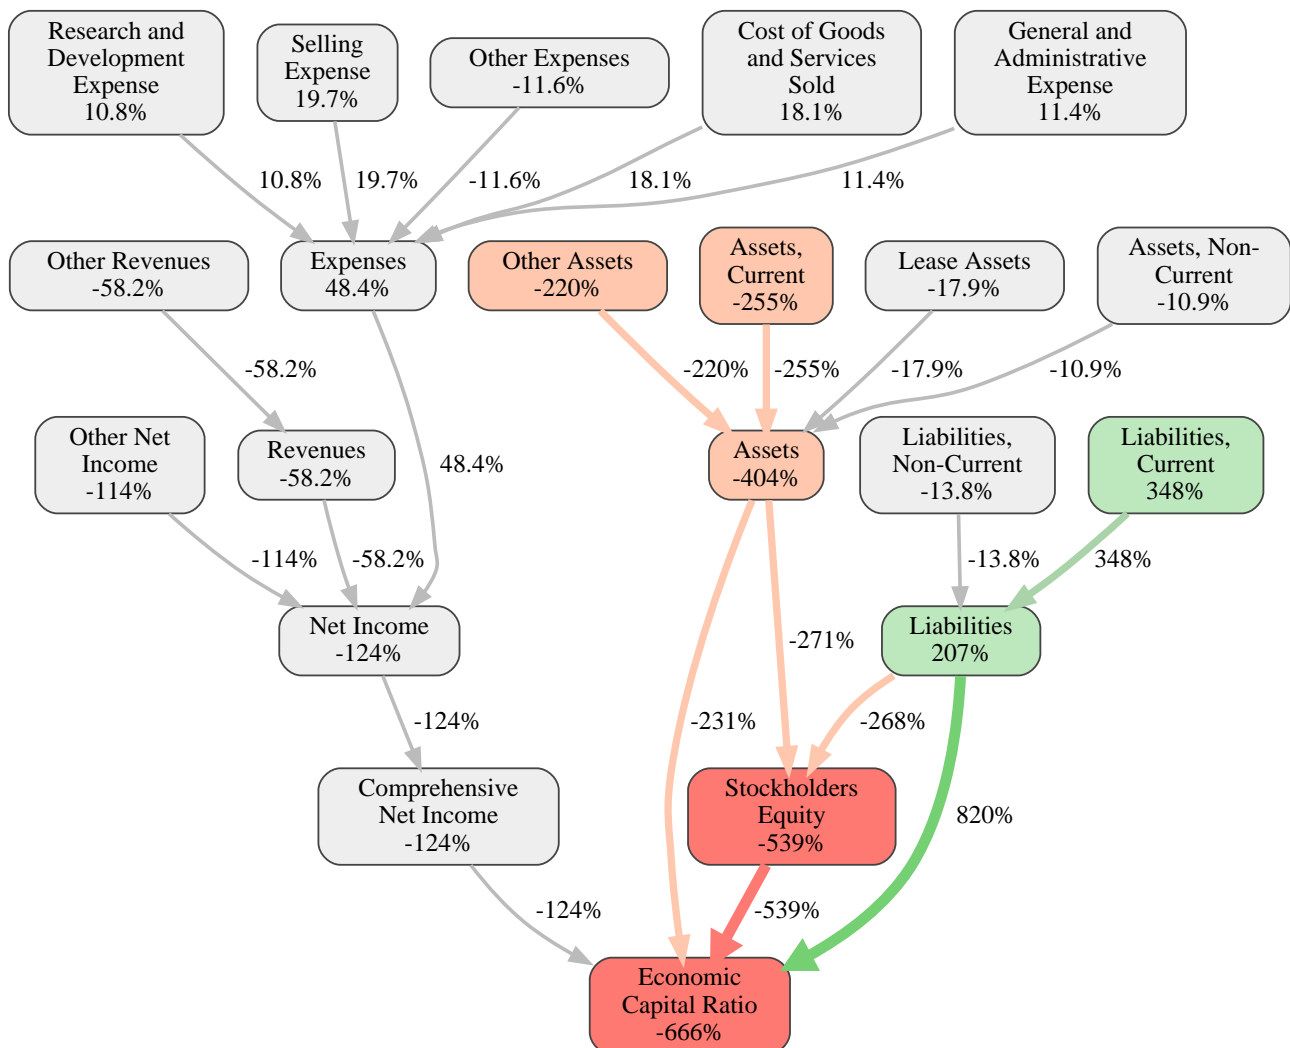 Research and
Development
Expense
10.8%
Selling
Expense
19.7%
Other Expenses
-11.6%
Cost of Goods
and Services
Sold
18.1%
General and
Administrative
Expense
11.4%
10.8%
19.7%
-11.6%
18.1%
11.4%
Other Revenues
-58.2%
Expenses
48.4%
Other Assets
-220%
Assets,
Current
-255%
Lease Assets
-17.9%
Assets, Non-
Current
-10.9%
-58.2%
-220%
-255%
-17.9%
-10.9%
Other Net
Income
-114%
Revenues
-58.2%
48.4%
Assets
-404%
Liabilities,
Non-Current
-13.8%
Liabilities,
Current
348%
-114%
-58.2%
-13.8%
348%
Net Income
-124%
-271%
Liabilities
207%
-124%
-231%
-268%
Comprehensive
Net Income
-124%
Stockholders
Equity
-539%
820%
-124%
-539%
Economic
Capital Ratio
-666%